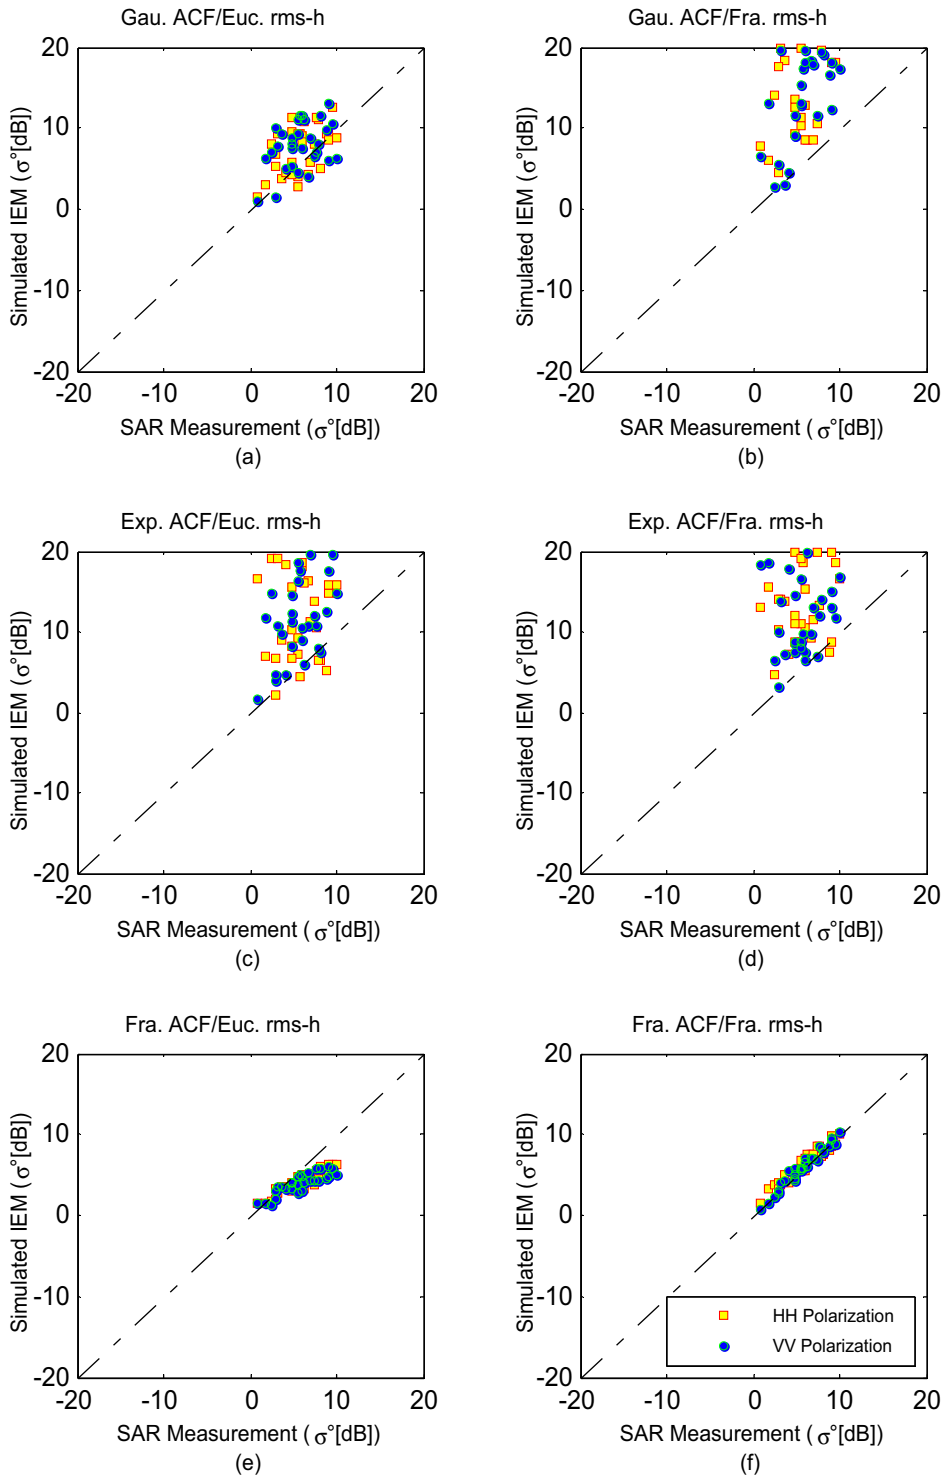 Gau. ACF/Euc. rms-h
Gau. ACF/Fra. rms-h
Simulated IEM (σ°[dB])
20
10
0
-10
-20
-20 -10 0 10 20
SAR Measurement (σ°[dB])
(a)
Simulated IEM (σ°[dB])
20
10
0
-10
-20
-20 -10 0 10 20
SAR Measurement ( σ°[dB])
(b)
Exp. ACF/Euc. rms-h
Exp. ACF/Fra. rms-h
Simulated IEM (σ°[dB])
20
10
0
-10
-20
-20 -10 0 10 20
SAR Measurement ( σ°[dB])
(c)
Simulated IEM (σ°[dB])
20
10
0
-10
-20
-20 -10 0 10 20
SAR Measurement ( σ°[dB])
(d)
Fra. ACF/Euc. rms-h
Fra. ACF/Fra. rms-h
Simulated IEM (σ°[dB])
20
10
0
-10
-20
-20 -10 0 10 20
SAR Measurement ( σ°[dB])
(e)
Simulated IEM (σ°[dB])
20
10
0
-10
-20
HH Polarization
VV Polarization
-20 -10 0 10 20
SAR Measurement ( σ°[dB])
(f)